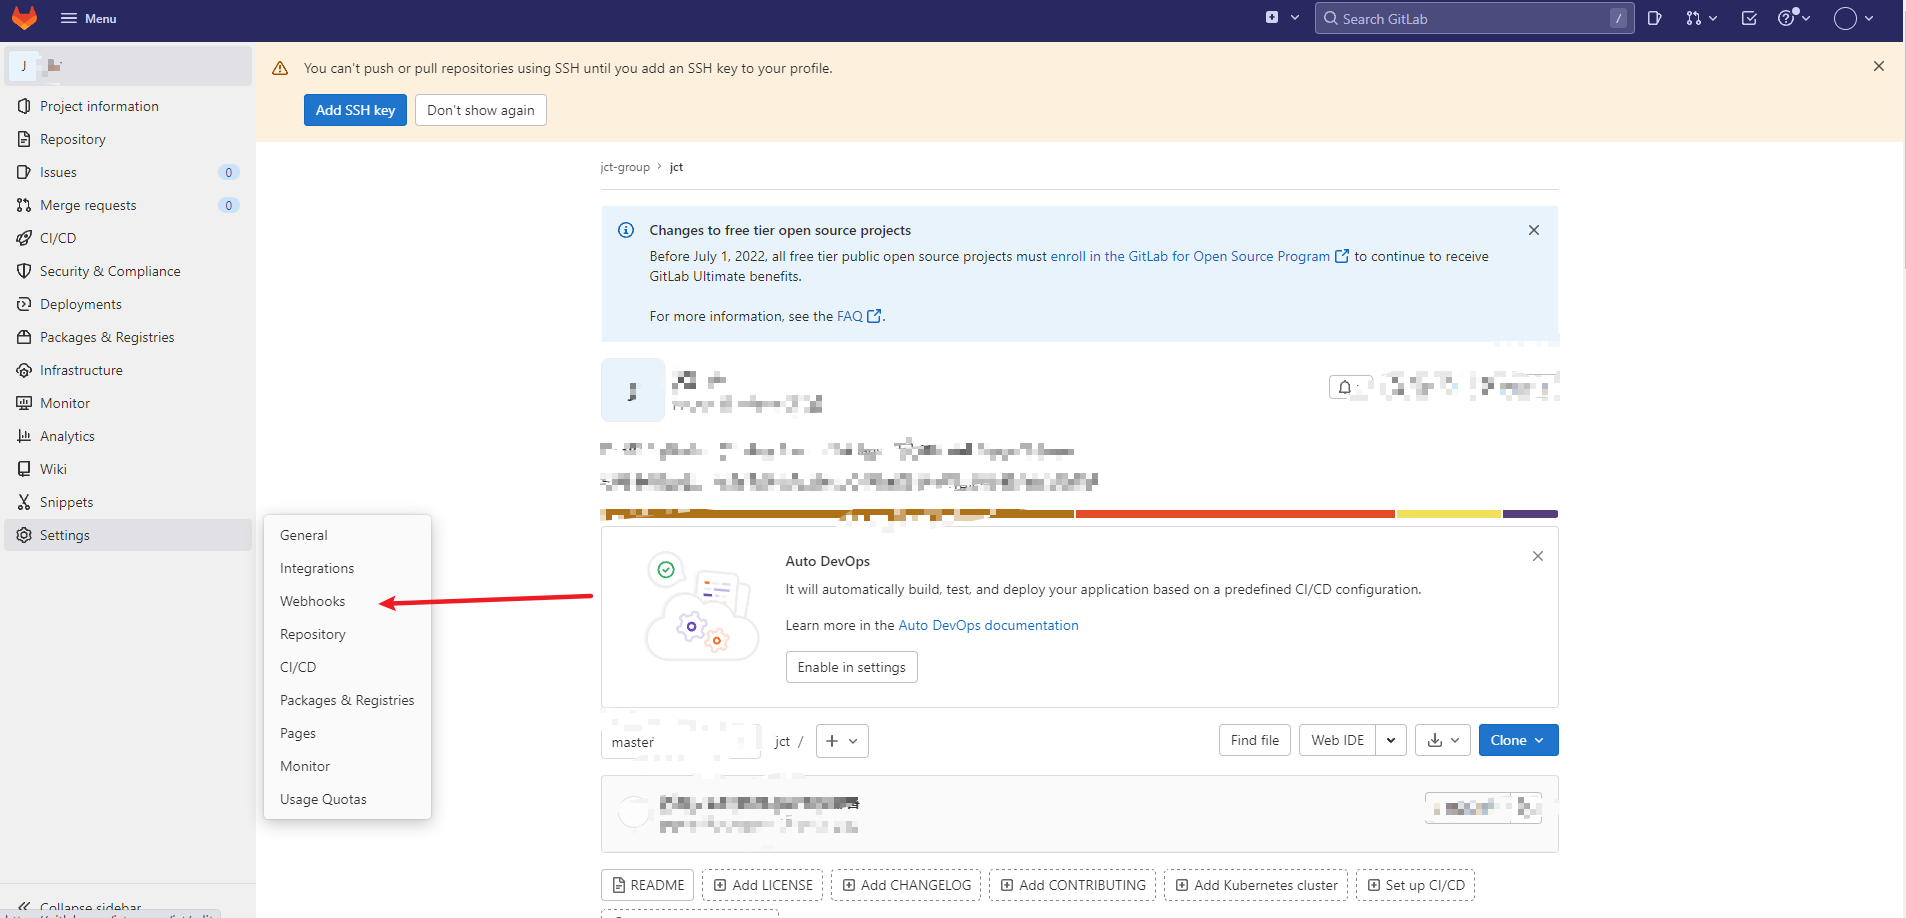 Menu
Search GitLab /
J
Project information
Repository
Issues 0
Merge requests 0
CI/CD
Security & Compliance
Deployments
Packages & Registries
Infrastructure
Monitor
Analytics
Wiki
Snippets
Settings
Collapse sidebar
General
Integrations
Webhooks
Repository
CI/CD
Packages & Registries
Pages
Monitor
Usage Quotas
You can't push or pull repositories using SSH until you add an SSH key to your profile.
Add SSH key Don't show again
jct-group > jct
Changes to free tier open source projects
Before July 1, 2022, all free tier public open source projects must enroll in the GitLab for Open Source Program to continue to receive
GitLab Ultimate benefits.
For more information, see the FAQ.
Auto DevOps
It will automatically build, test, and deploy your application based on a predefined CI/CD configuration.
Learn more in the Auto DevOps documentation
Enable in settings
master jct / + Find file Web IDE Clone
README Add LICENSE Add CHANGELOG Add CONTRIBUTING Add Kubernetes cluster Set up CI/CD